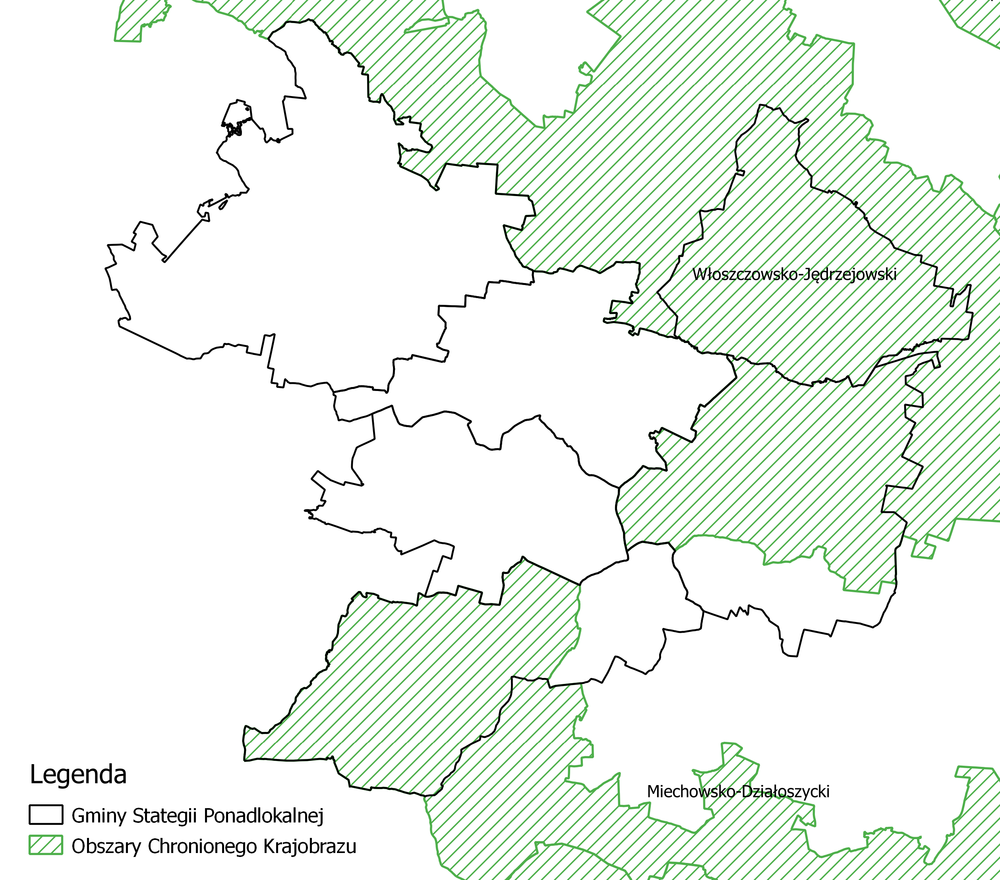 Włoszczowsko-Jędrzejowski
Legenda
Miechowsko-Działoszycki
Gminy Stategii Ponadlokalnej
Obszary Chronionego Krajobrazu